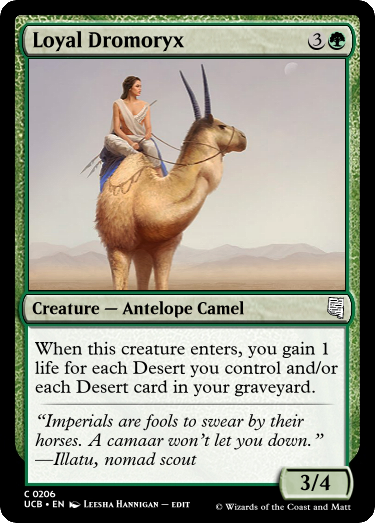 Loyal Dromoryx
3
Creature — Antelope Camel
When this creature enters, you gain 1
life for each Desert you control and/or
each Desert card in your graveyard.
“Imperials are fools to swear by their
horses. A camaar won’t let you down.”
—Illatu, nomad scout
3/4
C 0206
UCB • EN LEESHA HANNIGAN — EDIT
© Wizards of the Coast and Matt